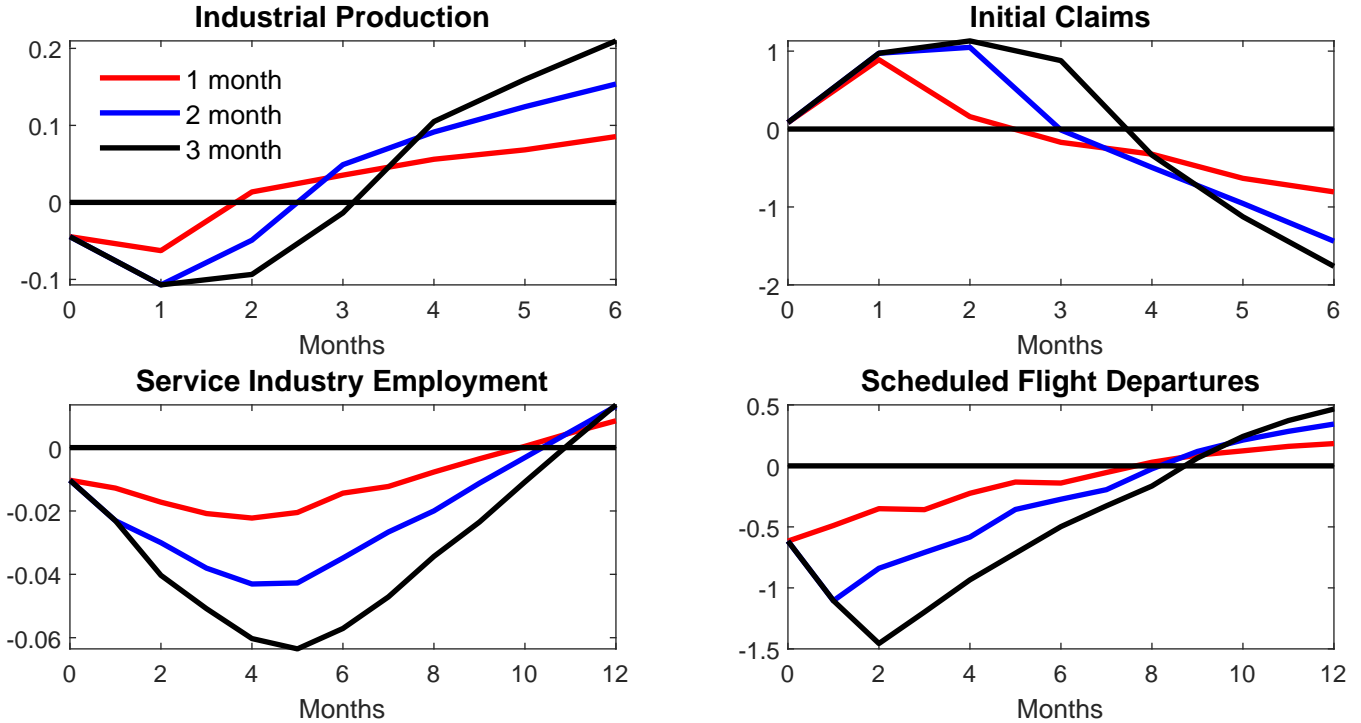 Industrial Production
0.2
0.1
0
-0.1
1 month
2 month
3 month
0 1 2 3 4 5 6
Months
Initial Claims
1
0
-1
-2
0 1 2 3 4 5 6
Months
Service Industry Employment
0
-0.02
-0.04
-0.06
0 2 4 6 8 10 12
Months
Scheduled Flight Departures
0.5
0
-0.5
-1
-1.5
0 2 4 6 8 10 12
Months